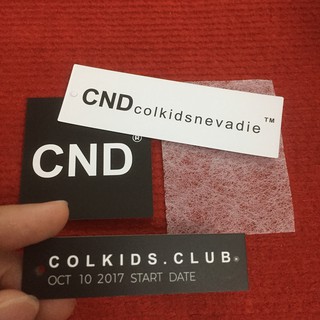 CNDcolkidsnevadie™
CND®
COLKIDS.CLUB®
OCT 10 2017 START DATE